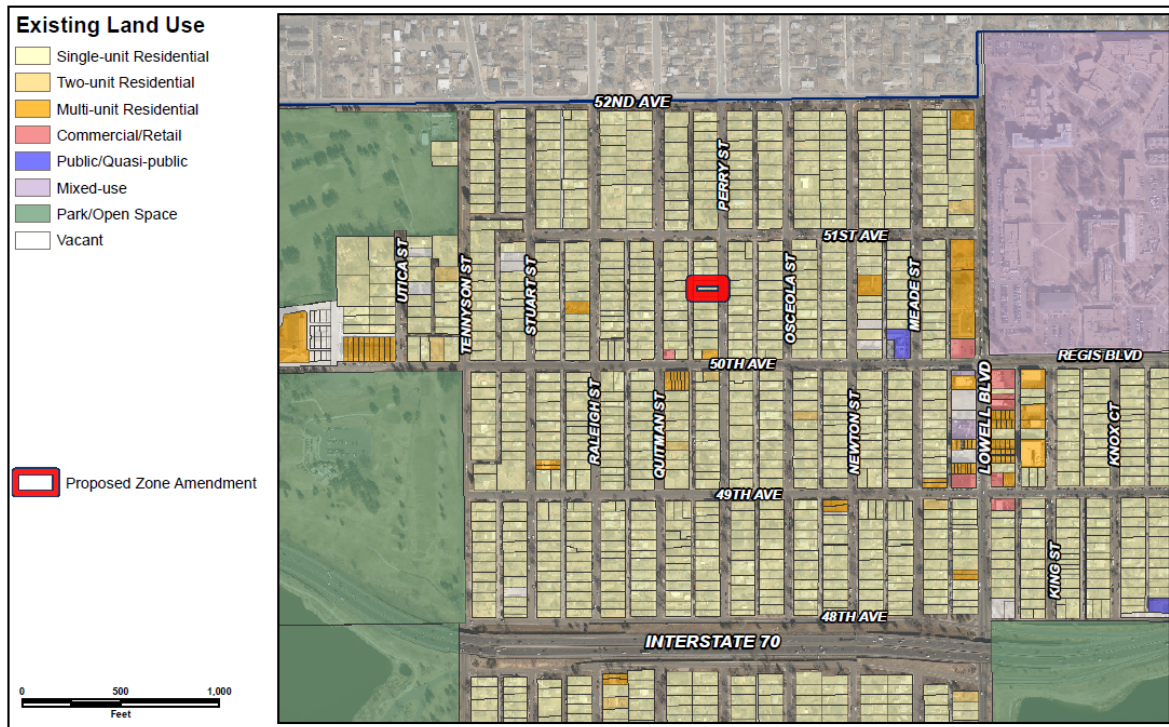 Existing Land Use
Single-unit Residential
Two-unit Residential
Multi-unit Residential
Commercial/Retail
Public/Quasi-public
Mixed-use
Park/Open Space
Vacant
Proposed Zone Amendment
0 500 1,000
Feet
52ND AVE
PERRY ST
51ST AVE
UTICA ST
TENNYSON ST
STUART ST
OSCEOLA ST
MEADE ST
50TH AVE
REGIS BLVD
RALEIGH ST
QUITMAN ST
NEWTON ST
LOWELL BLVD
KNOX CT
49TH AVE
KING ST
48TH AVE
INTERSTATE 70